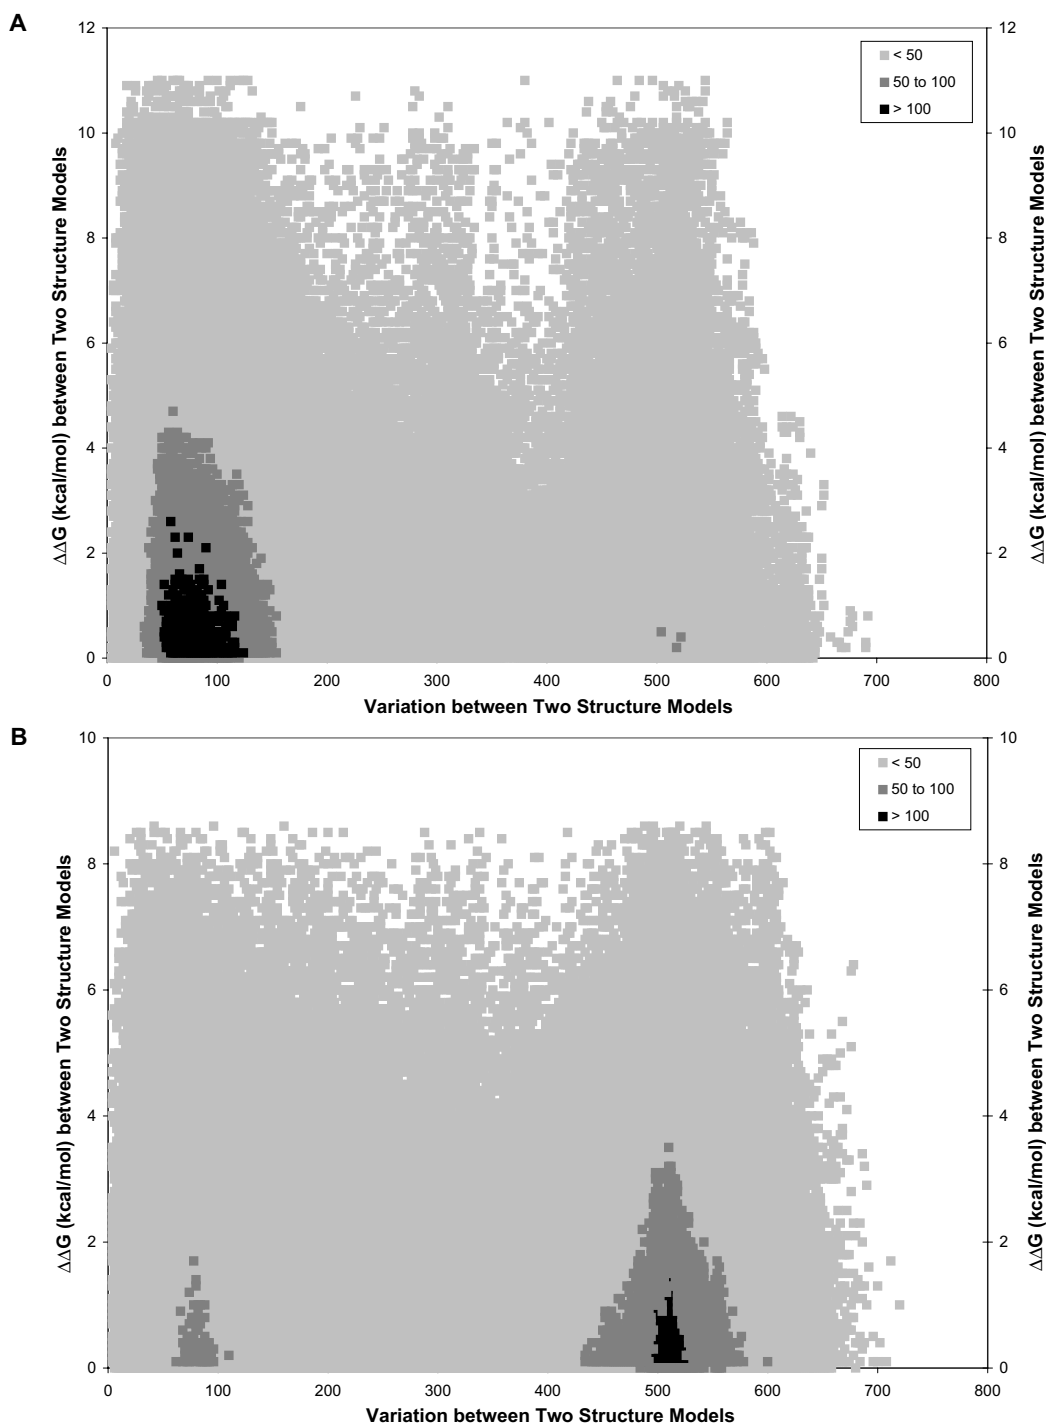 A
12
10
8
6
4
2
0
ΔΔG (kcal/mol) between Two Structure Models
12
10
8
6
4
2
0
ΔΔG (kcal/mol) between Two Structure Models
< 50
50 to 100
> 100
0 100 200 300 400 500 600 700 800
Variation between Two Structure Models
B
10
8
6
4
2
0
ΔΔG (kcal/mol) between Two Structure Models
10
8
6
4
2
0
ΔΔG (kcal/mol) between Two Structure Models
< 50
50 to 100
> 100
0 100 200 300 400 500 600 700 800
Variation between Two Structure Models